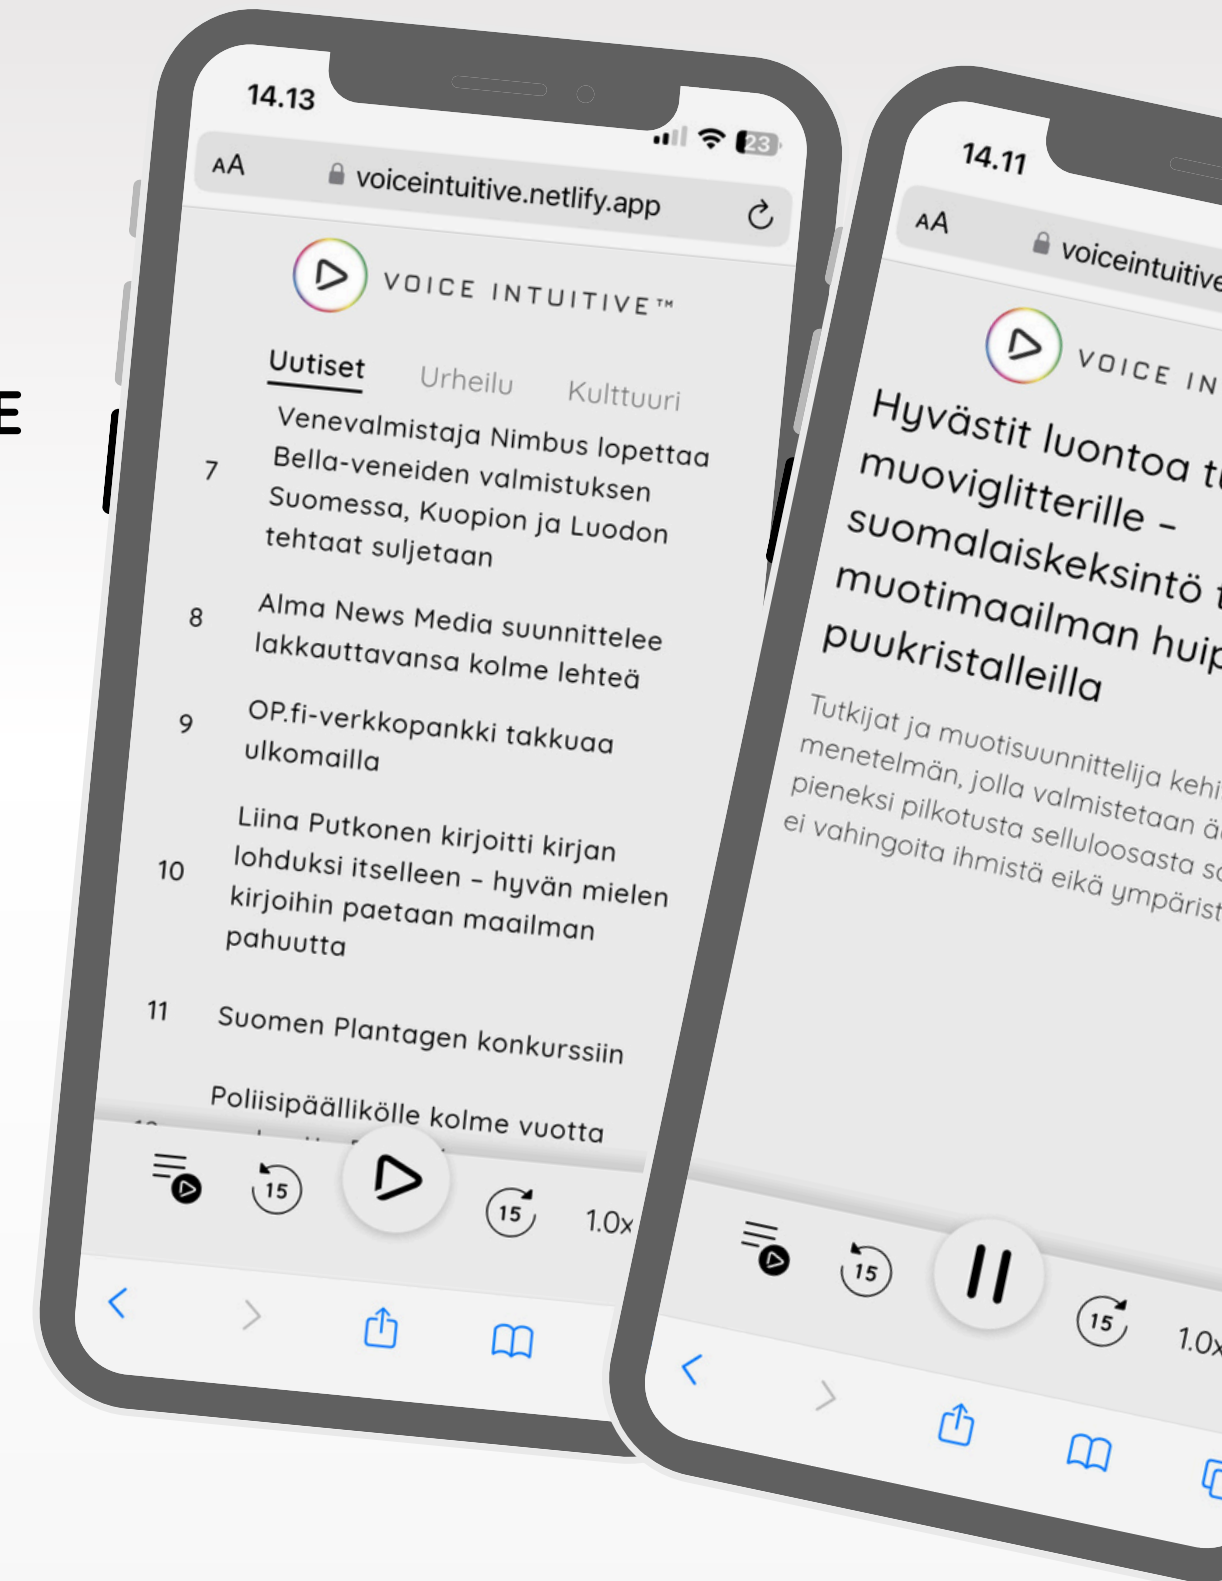 E
14.13
23
AA
voiceintuitive.netlify.app
VOICE INTUITIVE™
Uutiset Urheilu Kulttuuri
7
Venevalmistaja Nimbus lopettaa
Bella-veneiden valmistuksen
Suomessa, Kuopion ja Luodon
tehtaat suljetaan
8
Alma News Media suunnittelee
lakkauttavansa kolme lehteä
9
OP.fi-verkkopankki takkuaa
ulkomailla
10
Liina Putkonen kirjoitti kirjan
lohduksi itselleen – hyvän mielen
kirjoihin paetaan maailman
pahuutta
11
Suomen Plantagen konkurssiin
Poliisipäällikölle kolme vuotta
15
15
1.0x
14.11
AA
voiceintuitive
VOICE IN
Hyvästit luontoa
muoviglitterille –
suomalaiskeksintö
muotimaailman
puukristalleilla
Tutkijat ja muotisuunnittelija
menetelmän, jolla valmistetaan
pieneksi pilkotusta selluloosasta
ei vahingoita ihmistä eikä
15
15
1.0x